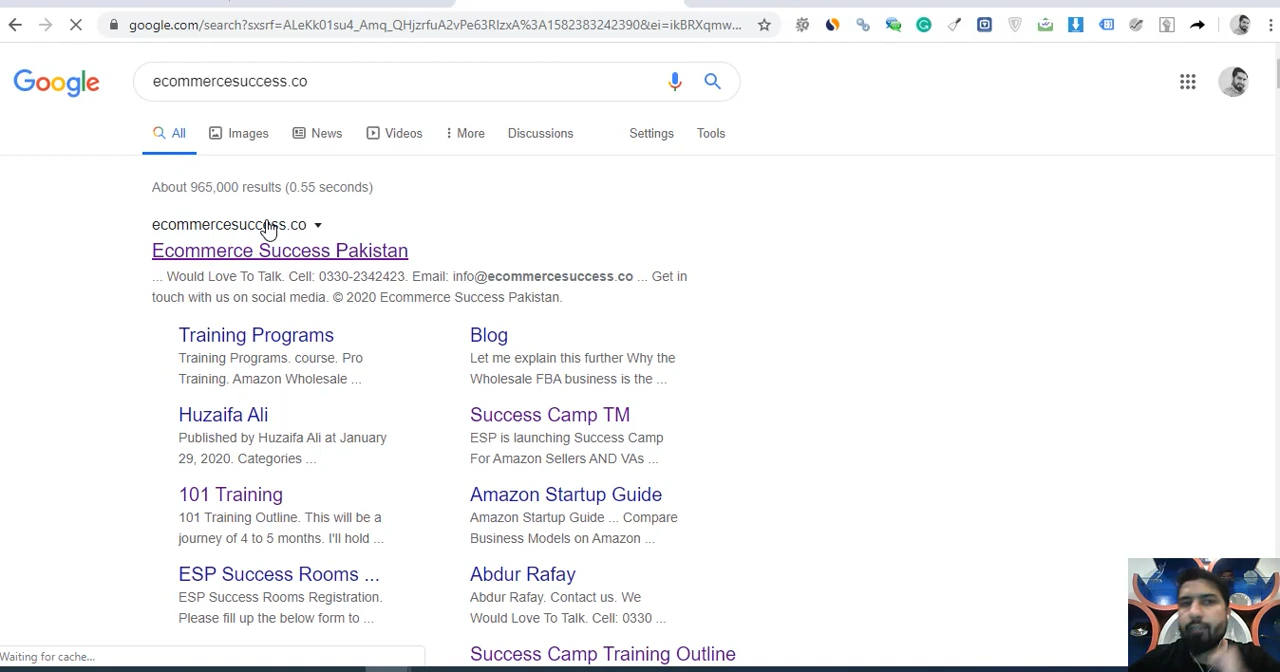 google.com/search?sxsrf=ALeKk01su4_Amq_QHjzrfuA2vPe63RlzxA%3A1582383242390&ei=ikBRXqmw...
Google
ecommercesuccess.co
All Images News Videos More Discussions Settings Tools
About 965,000 results (0.55 seconds)
ecommercesuccess.co
Ecommerce Success Pakistan
... Would Love To Talk. Cell: 0330-2342423. Email: info@ecommercesuccess.co ... Get in
touch with us on social media. © 2020 Ecommerce Success Pakistan.
Training Programs
Training Programs. course. Pro
Training. Amazon Wholesale ...
Blog
Let me explain this further Why the
Wholesale FBA business is the ...
Huzaifa Ali
Published by Huzaifa Ali at January
29, 2020. Categories ...
Success Camp TM
ESP is launching Success Camp
For Amazon Sellers AND VAs ...
101 Training
101 Training Outline. This will be a
journey of 4 to 5 months. I'll hold ...
Amazon Startup Guide
Amazon Startup Guide ... Compare
Business Models on Amazon ...
ESP Success Rooms ...
ESP Success Rooms Registration.
Please fill up the below form to ...
Abdur Rafay
Abdur Rafay. Contact us. We
Would Love To Talk. Cell: 0330 ...
Success Camp Training Outline
Waiting for cache...